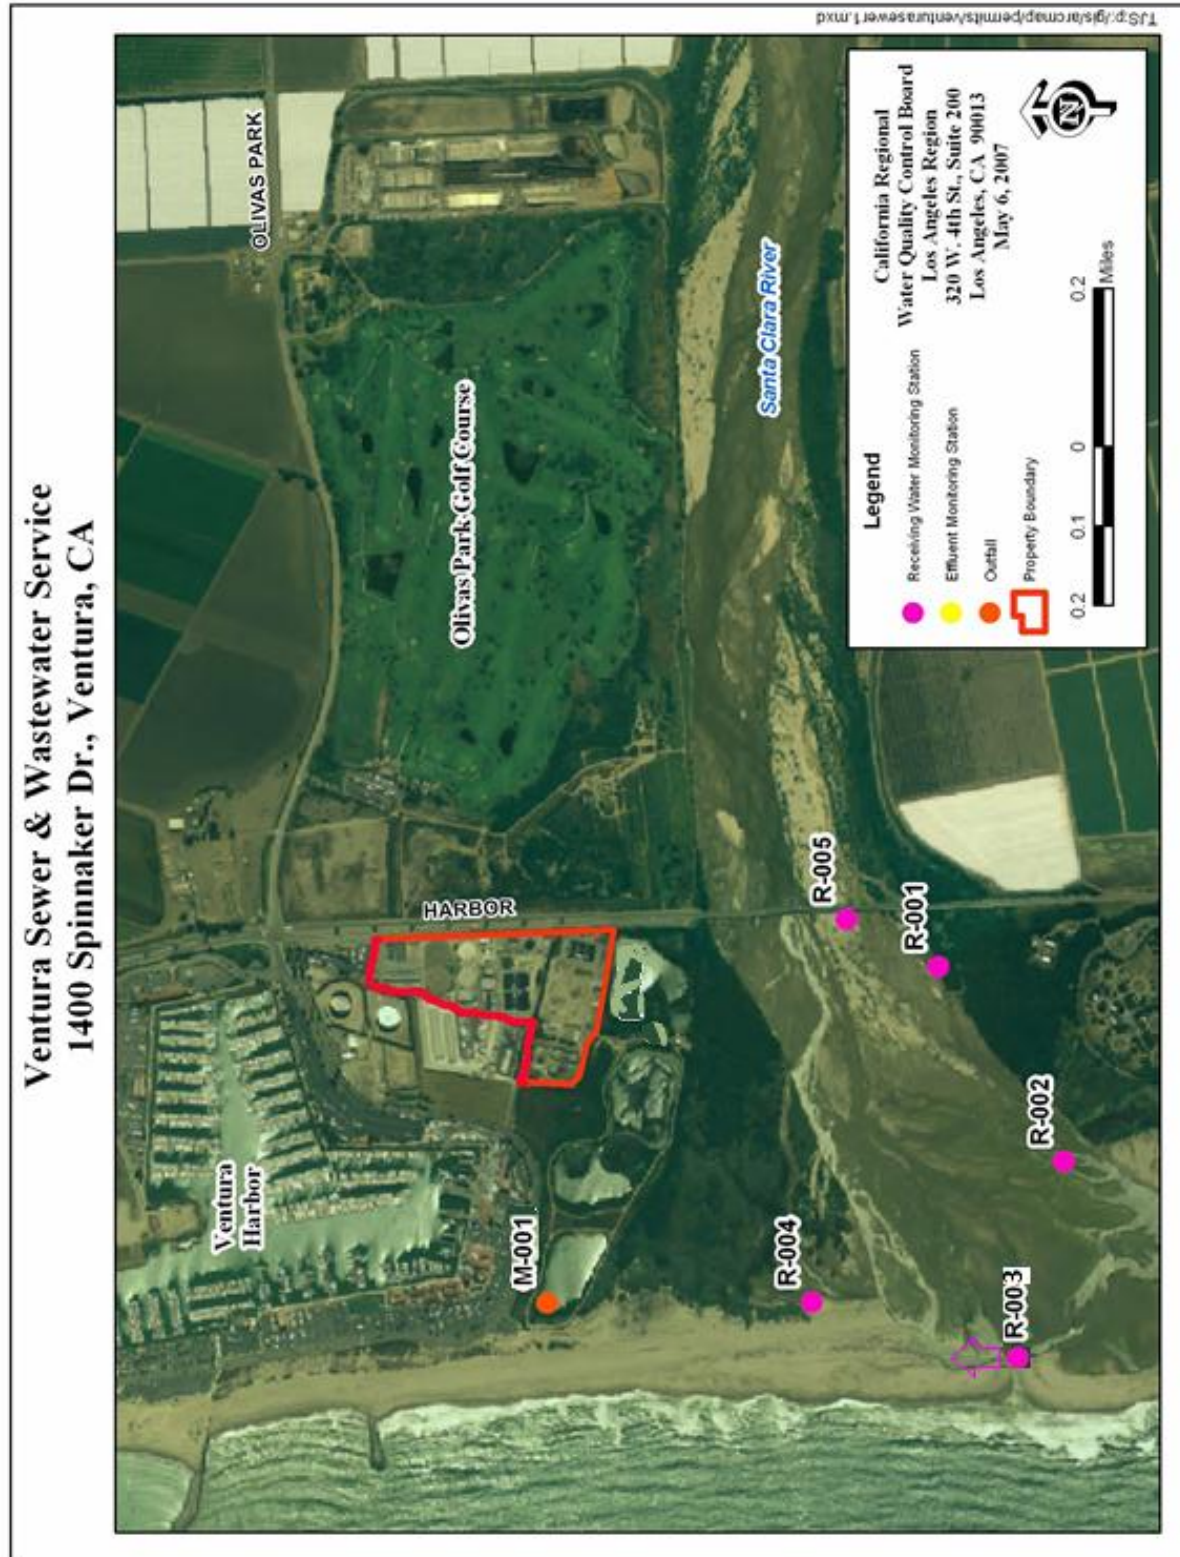 Ventura Sewer & Wastewater Service
1400 Spinnaker Dr., Ventura, CA
Ventura
Harbor
M-001
R-004
R-003
R-002
R-001
R-005
HARBOR
Olivas Park Golf Course
OLIVAS PARK
Santa Clara River
Legend
Receiving Water Monitoring Station
Effluent Monitoring Station
Outfall
Property Boundary
California Regional
Water Quality Control Board
Los Angeles Region
320 W. 4th St., Suite 200
Los Angeles, CA 90013
May 6, 2007
N
0.2 0.1 0 0.2
Miles
TJS:p:/gis/arcmap/permits/venturasewer1.mxd